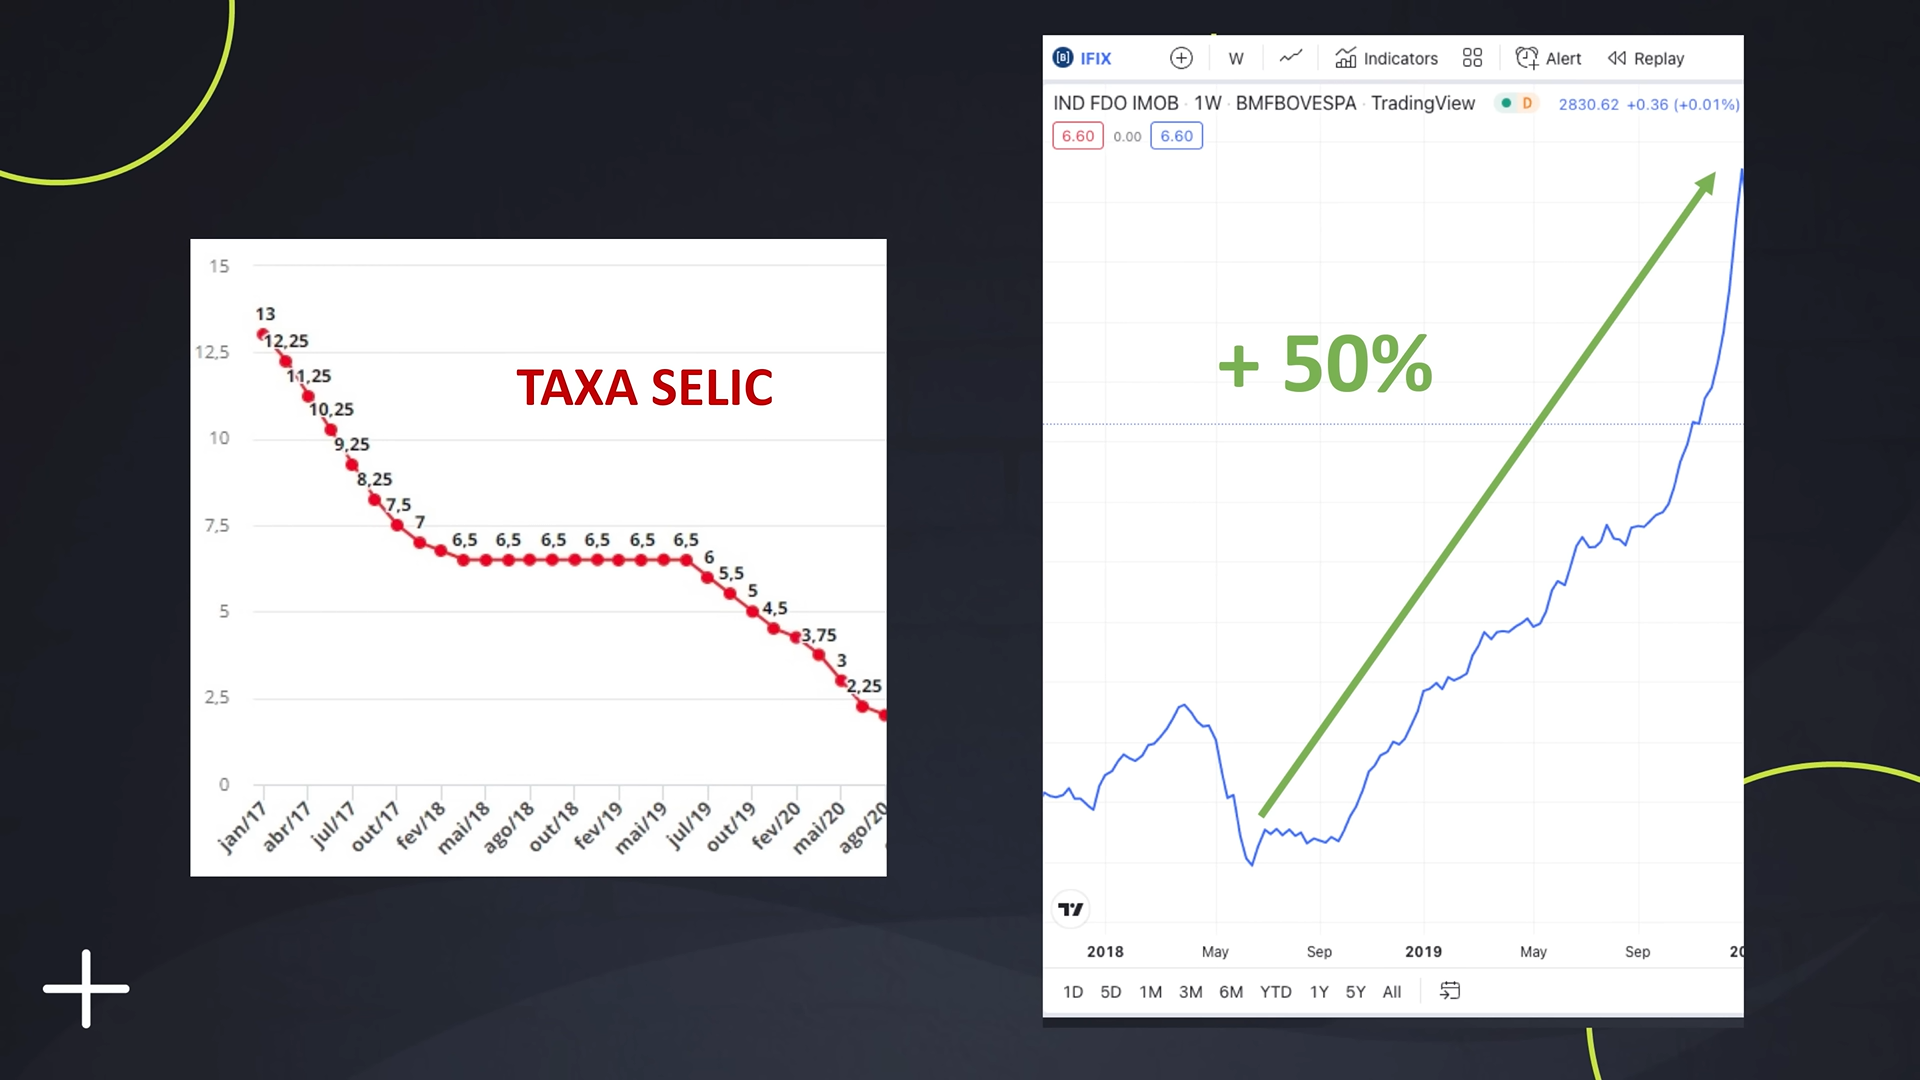 15
13
12,25
12,5
11,25
TAXA SELIC
10,25
10
9,25
8,25
7,5
7
7,5
6,5 6,5 6,5 6,5 6,5 6,5
6
5,5
5
5
4,5
3,75
3
2,25
2,5
0
jan/17 abr/17 jul/17 out/17 fev/18 mai/18 ago/18 out/18 fev/19 mai/19 jul/19 out/19 fev/20 mai/20 ago/20
IFIX W Indicators Alert Replay
IND FDO IMOB · 1W · BMFBOVESPA · TradingView D 2830.62 +0.36 (+0.01%)
6.60 0.00 6.60
+ 50%
2018 May Sep 2019 May Sep 20
1D 5D 1M 3M 6M YTD 1Y 5Y All